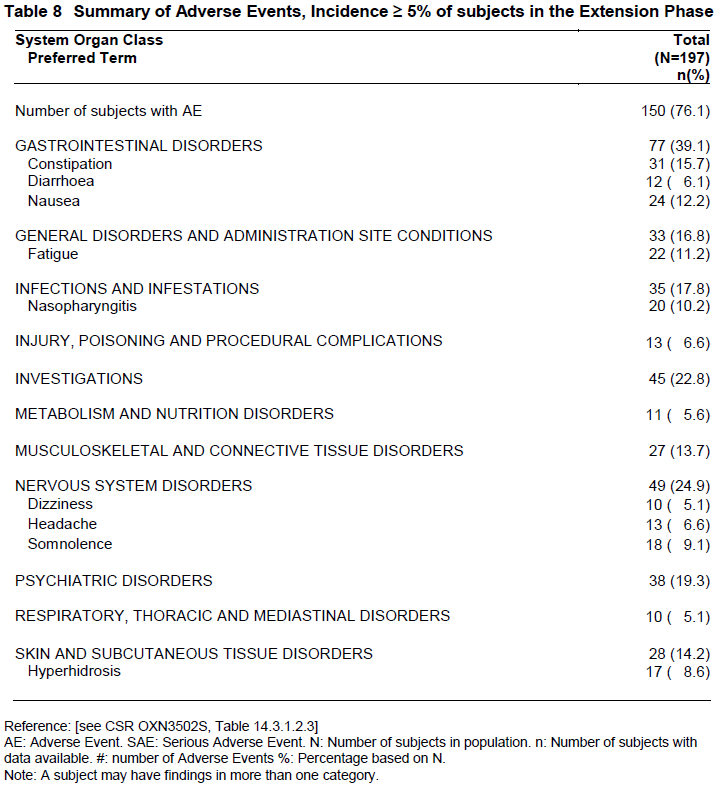 Table 8 Summary of Adverse Events, Incidence ≥ 5% of subjects in the Extension Phase
System Organ Class Total
Preferred Term (N=197)
n(%)
Number of subjects with AE 150 (76.1)
GASTROINTESTINAL DISORDERS 77 (39.1)
Constipation 31 (15.7)
Diarrhoea 12 ( 6.1)
Nausea 24 (12.2)
GENERAL DISORDERS AND ADMINISTRATION SITE CONDITIONS 33 (16.8)
Fatigue 22 (11.2)
INFECTIONS AND INFESTATIONS 35 (17.8)
Nasopharyngitis 20 (10.2)
INJURY, POISONING AND PROCEDURAL COMPLICATIONS 13 ( 6.6)
INVESTIGATIONS 45 (22.8)
METABOLISM AND NUTRITION DISORDERS 11 ( 5.6)
MUSCULOSKELETAL AND CONNECTIVE TISSUE DISORDERS 27 (13.7)
NERVOUS SYSTEM DISORDERS 49 (24.9)
Dizziness 10 ( 5.1)
Headache 13 ( 6.6)
Somnolence 18 ( 9.1)
PSYCHIATRIC DISORDERS 38 (19.3)
RESPIRATORY, THORACIC AND MEDIASTINAL DISORDERS 10 ( 5.1)
SKIN AND SUBCUTANEOUS TISSUE DISORDERS 28 (14.2)
Hyperhidrosis 17 ( 8.6)
Reference: [see CSR OXN3502S, Table 14.3.1.2.3]
AE: Adverse Event. SAE: Serious Adverse Event. N: Number of subjects in population. n: Number of subjects with
data available. #: number of Adverse Events %: Percentage based on N.
Note: A subject may have findings in more than one category.